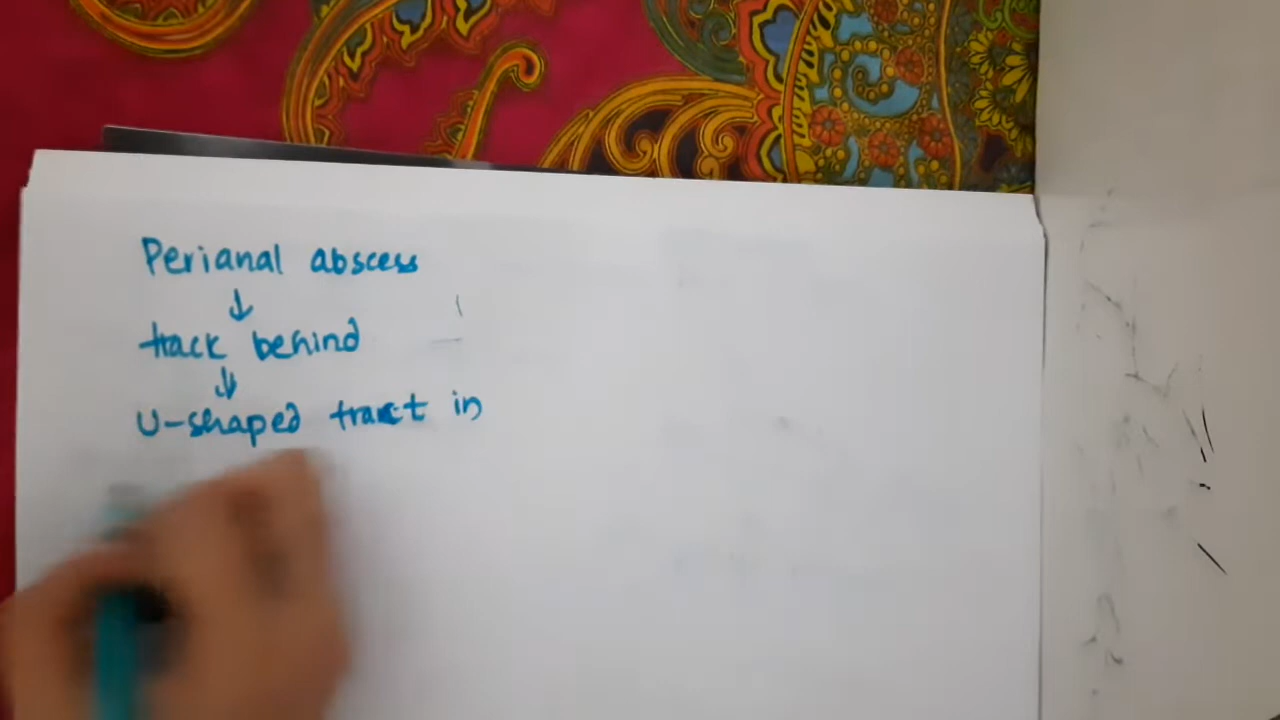 Perianal abscess
↓
track behind
↓
U-shaped tract in